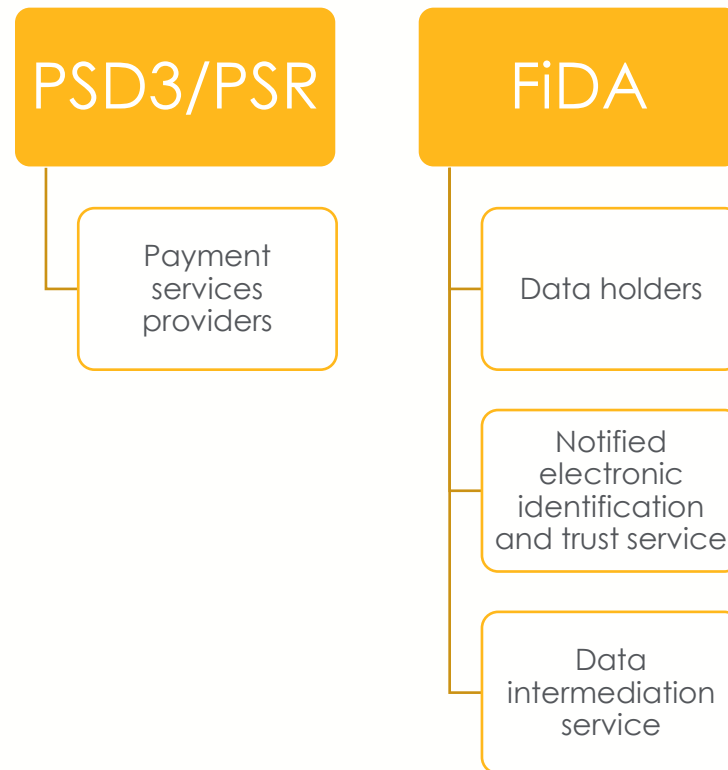 PSD3/PSR
Payment
services
providers
FiDA
Data holders
Notified
electronic
identification
and trust service
Data
intermediation
service